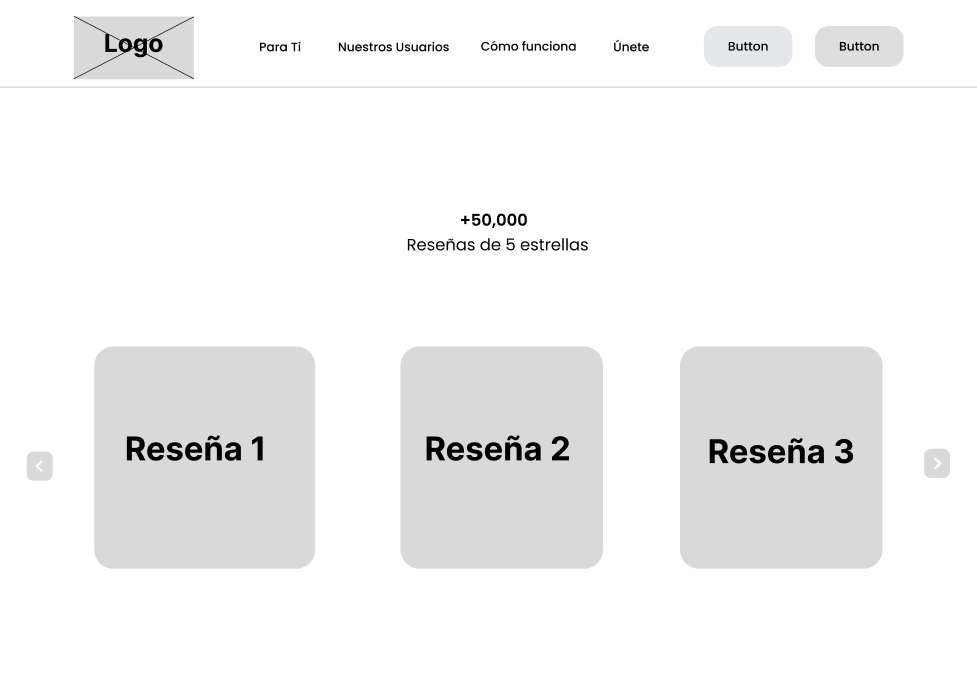 Logo
Para Ti
Nuestros Usuarios
Cómo funciona
Únete
Button
Button
+50,000
Reseñas de 5 estrellas
Reseña 1
Reseña 2
Reseña 3